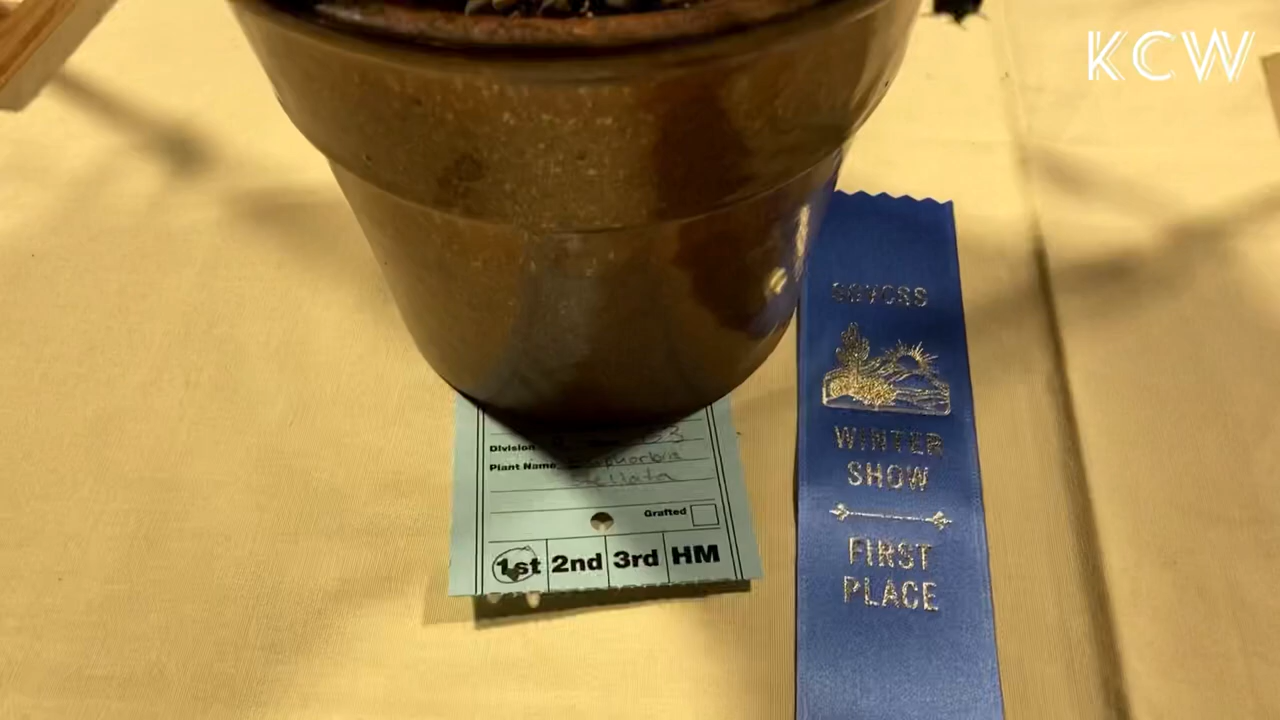 KCW
WINTER
SHOW
FIRST
PLACE
Division
Plant Name
Grafted
1st 2nd 3rd HM